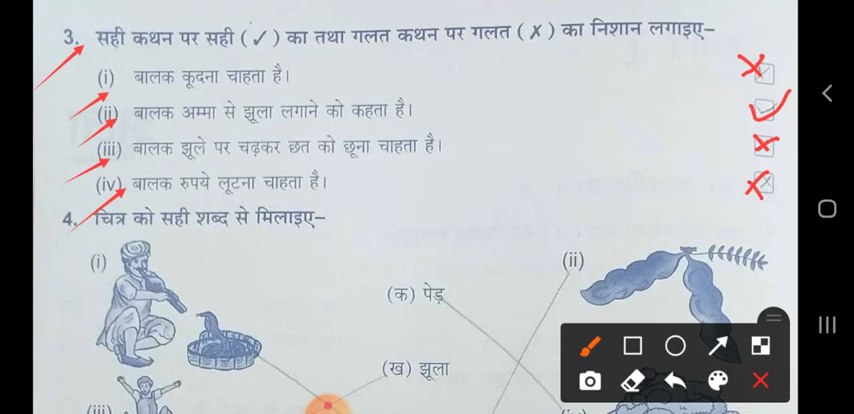 3. सही कथन पर सही (✓) का तथा गलत कथन पर गलत (✗) का निशान लगाइए–
(i) बालक कूदना चाहता है।
(ii) बालक अम्मा से झूला लगाने को कहता है।
(iii) बालक झूले पर चढ़कर छत को छूना चाहता है।
(iv) बालक रुपये लूटना चाहता है।
4. चित्र को सही शब्द से मिलाइए–
(i)
(ii)
(क) पेड़
(ख) झूला
(iii)